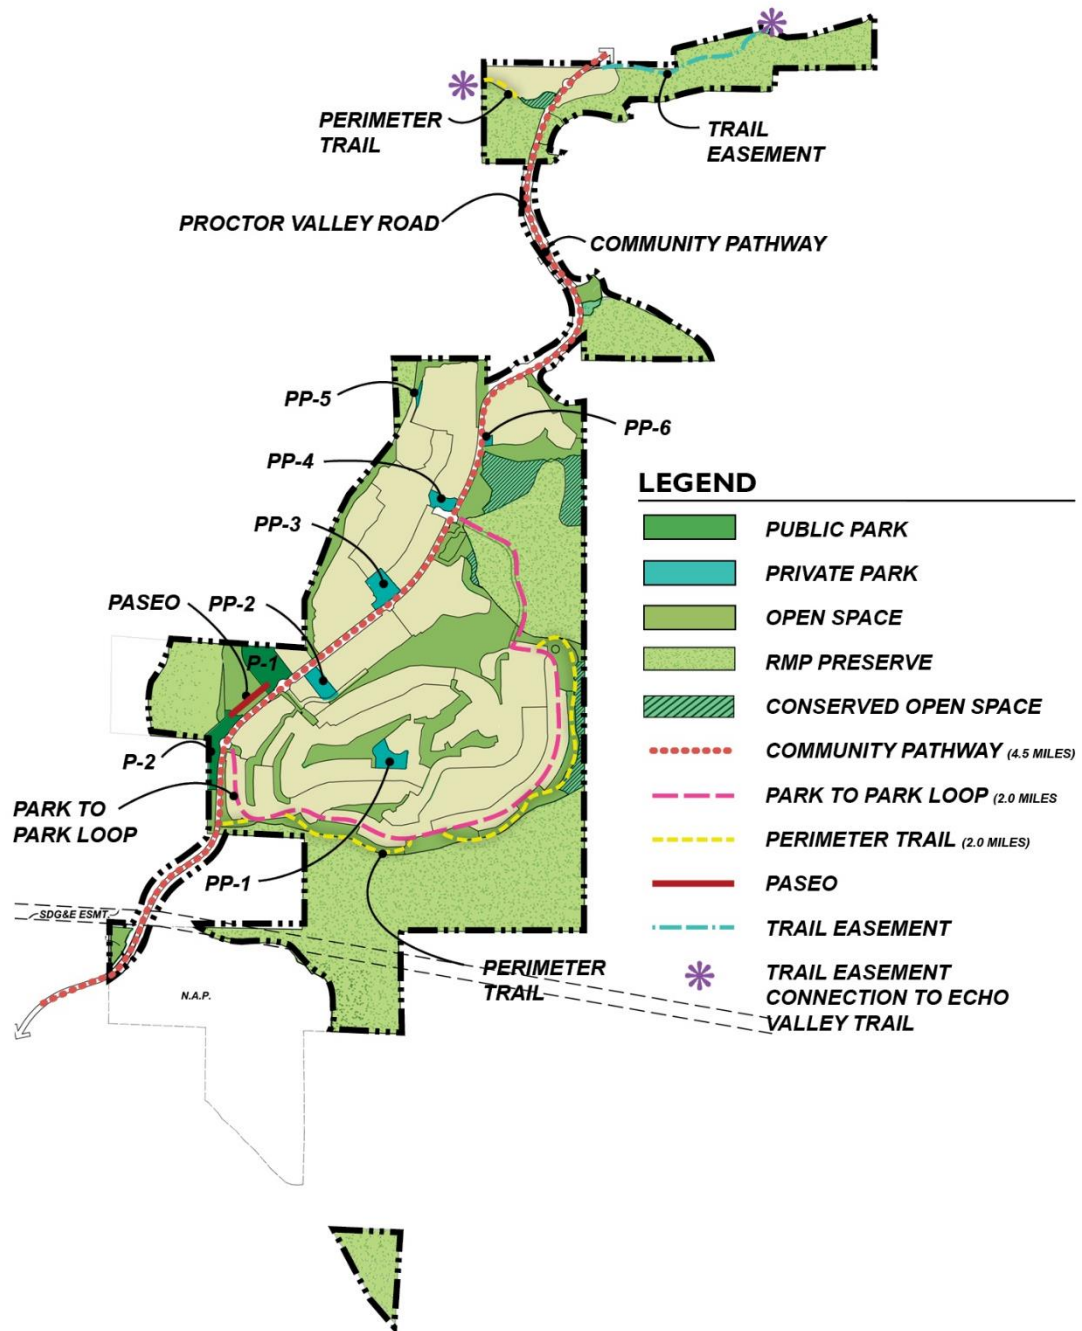 PERIMETER
TRAIL
TRAIL
EASEMENT
PROCTOR VALLEY ROAD
COMMUNITY PATHWAY
PP-5
PP-6
PP-4
PP-3
PASEO
PP-2
P-1
P-2
PARK TO
PARK LOOP
PP-1
SDG&E ESMT.
PERIMETER
TRAIL
N.A.P.
LEGEND
PUBLIC PARK
PRIVATE PARK
OPEN SPACE
RMP PRESERVE
CONSERVED OPEN SPACE
COMMUNITY PATHWAY (4.5 MILES)
PARK TO PARK LOOP (2.0 MILES
PERIMETER TRAIL (2.0 MILES)
PASEO
TRAIL EASEMENT
TRAIL EASEMENT
CONNECTION TO ECHO
VALLEY TRAIL